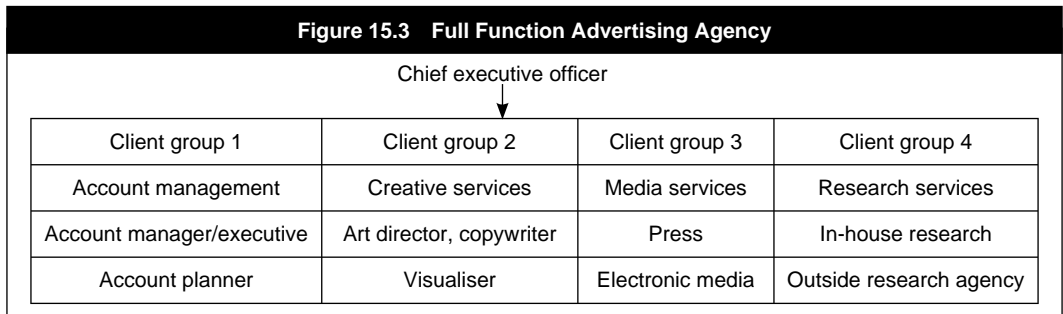 Figure 15.3 Full Function Advertising Agency
Chief executive officer
Client group 1 Client group 2 Client group 3 Client group 4
Account management Creative services Media services Research services
Account manager/executive Art director, copywriter Press In-house research
Account planner Visualiser Electronic media Outside research agency